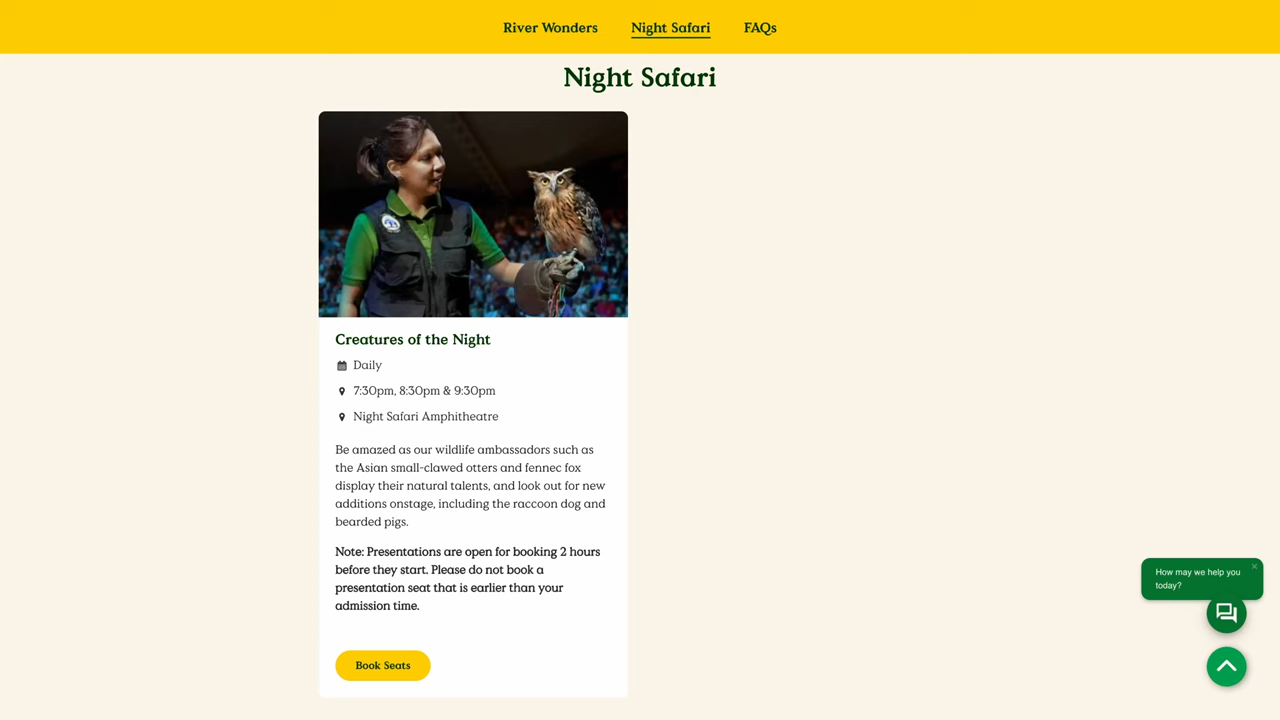 River Wonders
Night Safari
FAQs
Night Safari
Creatures of the Night
Daily
7:30pm, 8:30pm & 9:30pm
Night Safari Amphitheatre
Be amazed as our wildlife ambassadors such as
the Asian small-clawed otters and fennec fox
display their natural talents, and look out for new
additions onstage, including the raccoon dog and
bearded pigs.
Note: Presentations are open for booking 2 hours
before they start. Please do not book a
presentation seat that is earlier than your
admission time.
Book Seats
How may we help you
today?